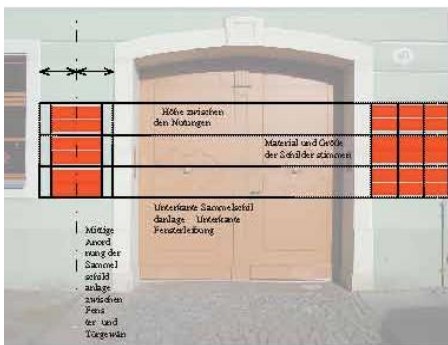 Höhe zwischen
den Nutungen
Material und Größe
der Schilder stimmen
Unterkante Sammelschil
danlage Unterkante
Fensterleibung
Mittige
Anord
nung der
Sammel
schild
anlage
zwischen
Fens
ter und
Türgewän